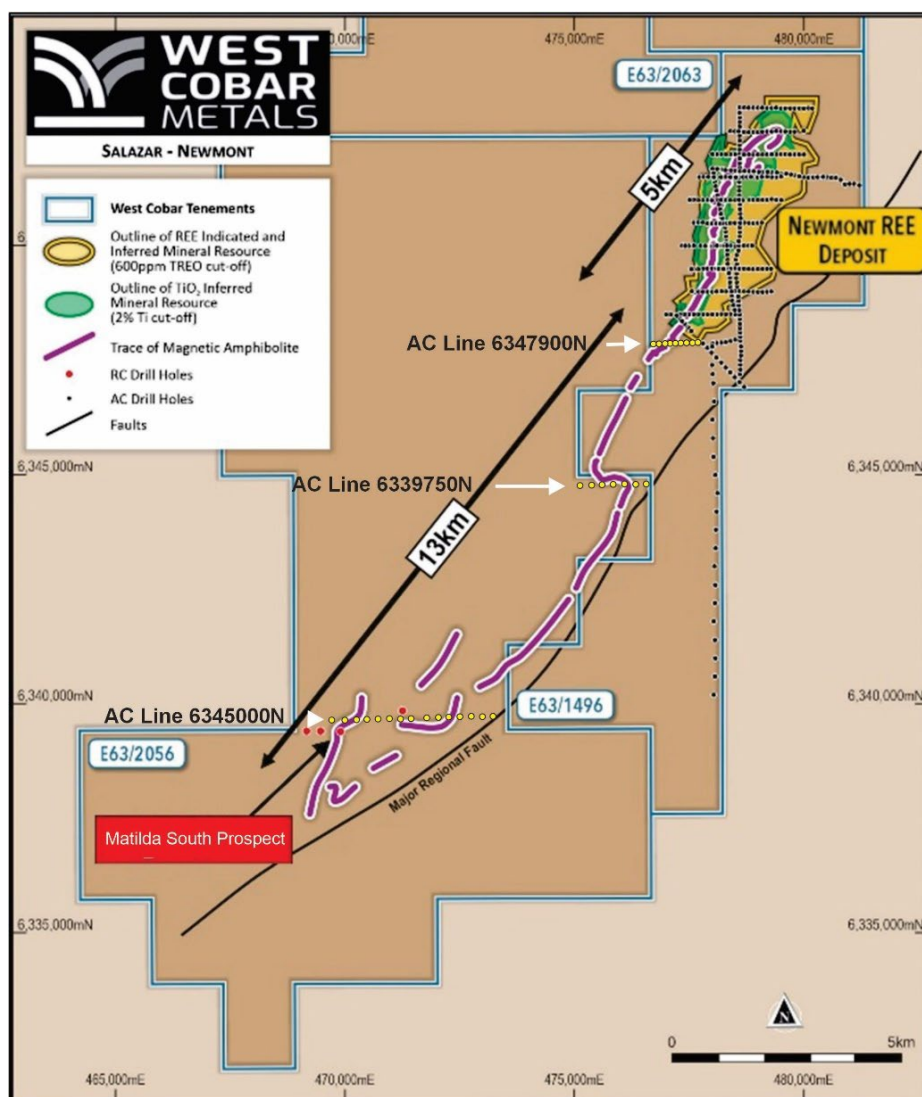 WEST
COBAR
METALS
SALAZAR - NEWMONT
West Cobar Tenements
Outline of REE Indicated and
Inferred Mineral Resource
(600ppm TREO cut-off)
Outline of TiO₂ Inferred
Mineral Resource
(2% Ti cut-off)
Trace of Magnetic Amphibolite
RC Drill Holes
AC Drill Holes
Faults
475,000mE
480,000mE
E63/2063
5km
NEWMONT REE
DEPOSIT
AC Line 6347900N
6,345,000mN
6,345,000mN
AC Line 6339750N
13km
6,340,000mN
6,340,000mN
AC Line 6345000N
E63/1496
E63/2056
Major Regional Fault
Matilda South Prospect
6,335,000mN
6,335,000mN
N
0
5km
465,000mE
470,000mE
475,000mE
480,000mE